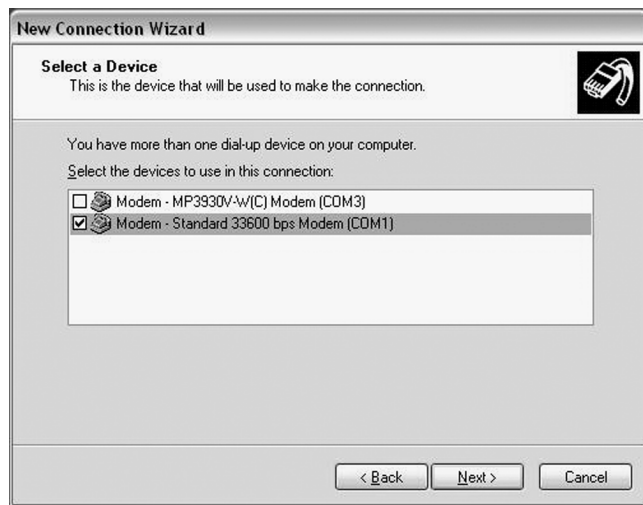 New Connection Wizard
Select a Device
This is the device that will be used to make the connection.
You have more than one dial-up device on your computer.
Select the devices to use in this connection:
Modem - MP3930V-W(C) Modem (COM3)
Modem - Standard 33600 bps Modem (COM1)
< Back Next > Cancel